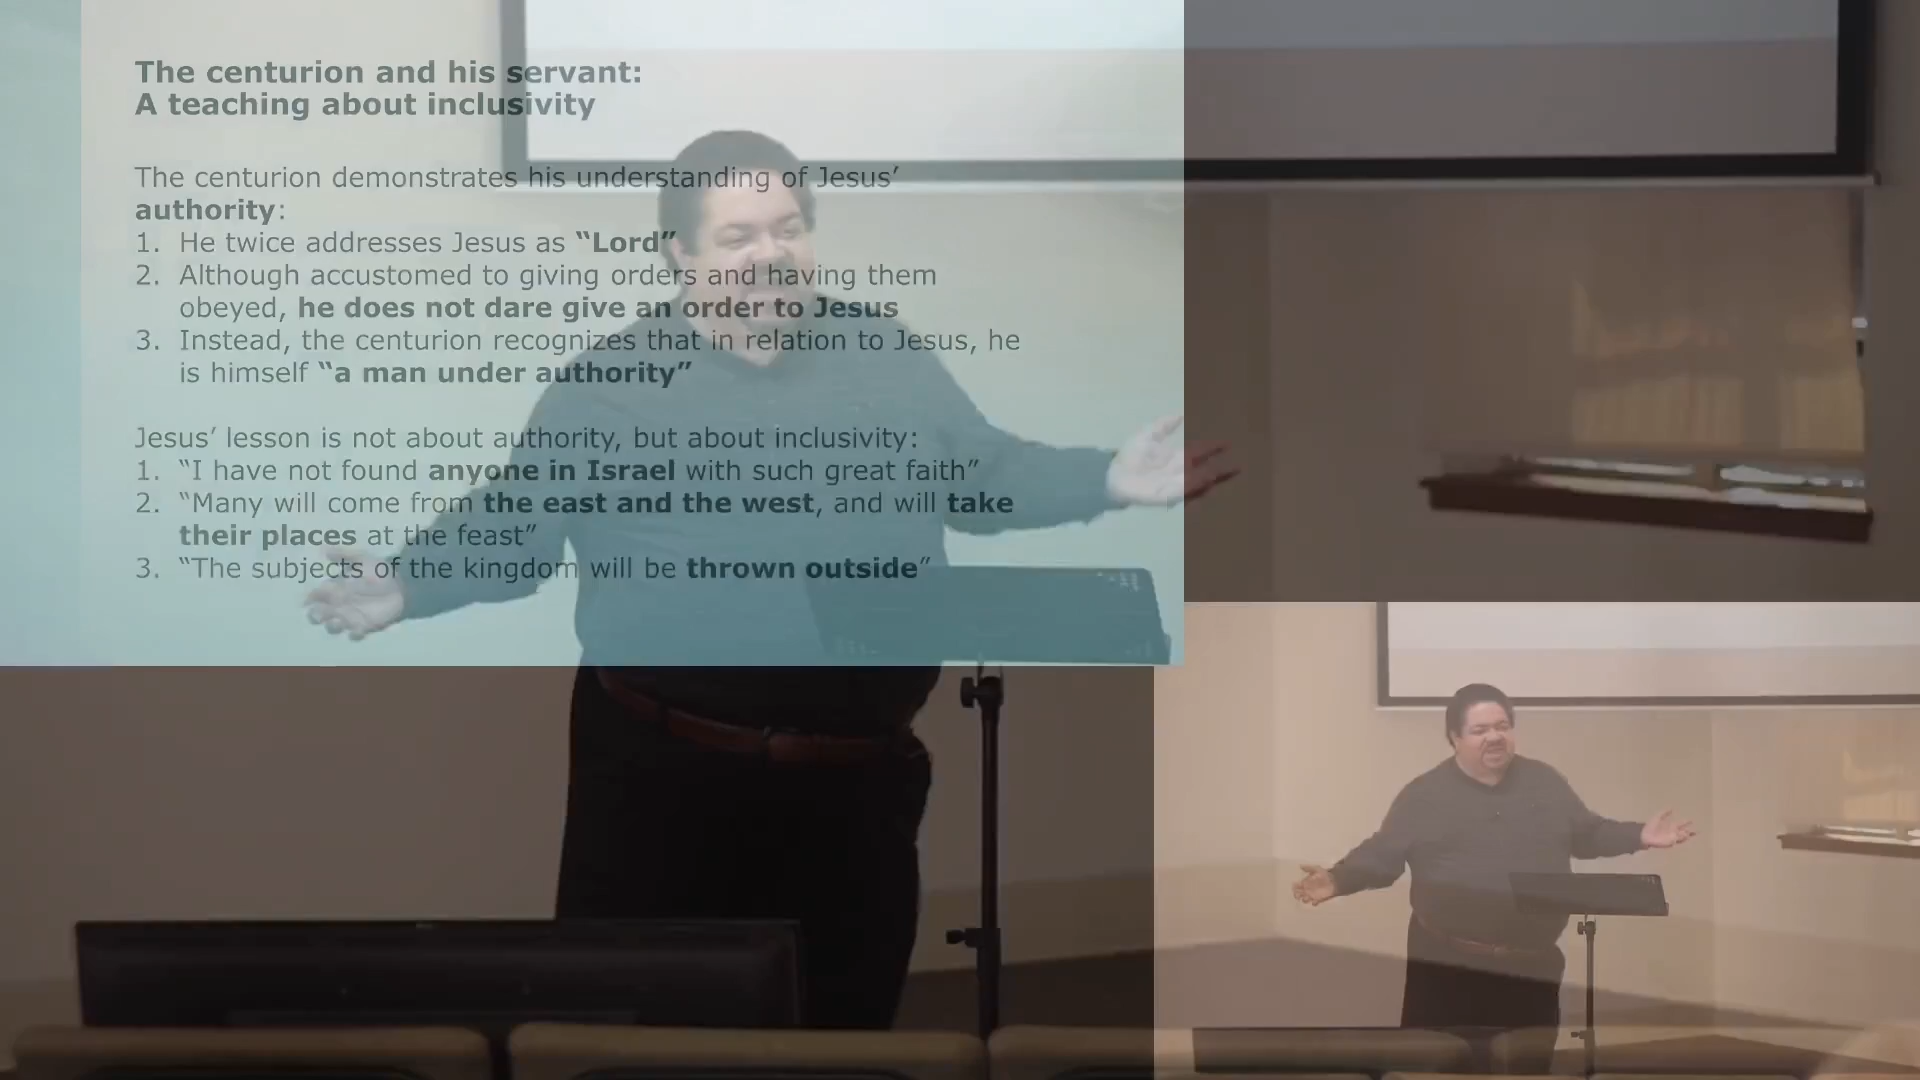 The centurion and his servant:
A teaching about inclusivity
The centurion demonstrates his understanding of Jesus’
authority:
1. He twice addresses Jesus as “Lord”
2. Although accustomed to giving orders and having them
obeyed, he does not dare give an order to Jesus
3. Instead, the centurion recognizes that in relation to Jesus, he
is himself “a man under authority”
Jesus’ lesson is not about authority, but about inclusivity:
1. “I have not found anyone in Israel with such great faith”
2. “Many will come from the east and the west, and will take
their places at the feast”
3. “The subjects of the kingdom will be thrown outside”